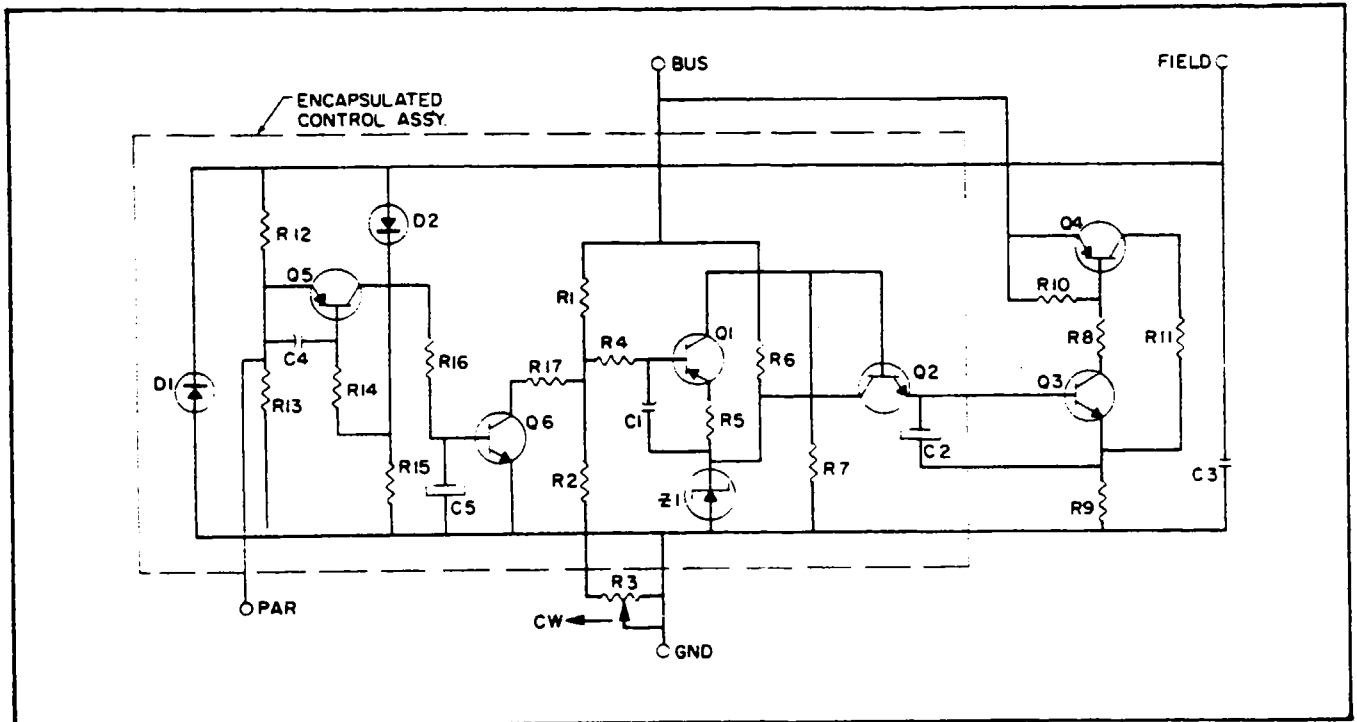 BUS
FIELD
ENCAPSULATED
CONTROL ASSY.
D2
R12
Q4
Q5
R10
R1
Q1
R8
R11
R4
R6
C4
R16
R17
Q2
Q3
D1
R14
R13
Q6
C1
R5
C2
R15
R2
R7
C3
C5
Z1
R9
R3
PAR
CW
GND